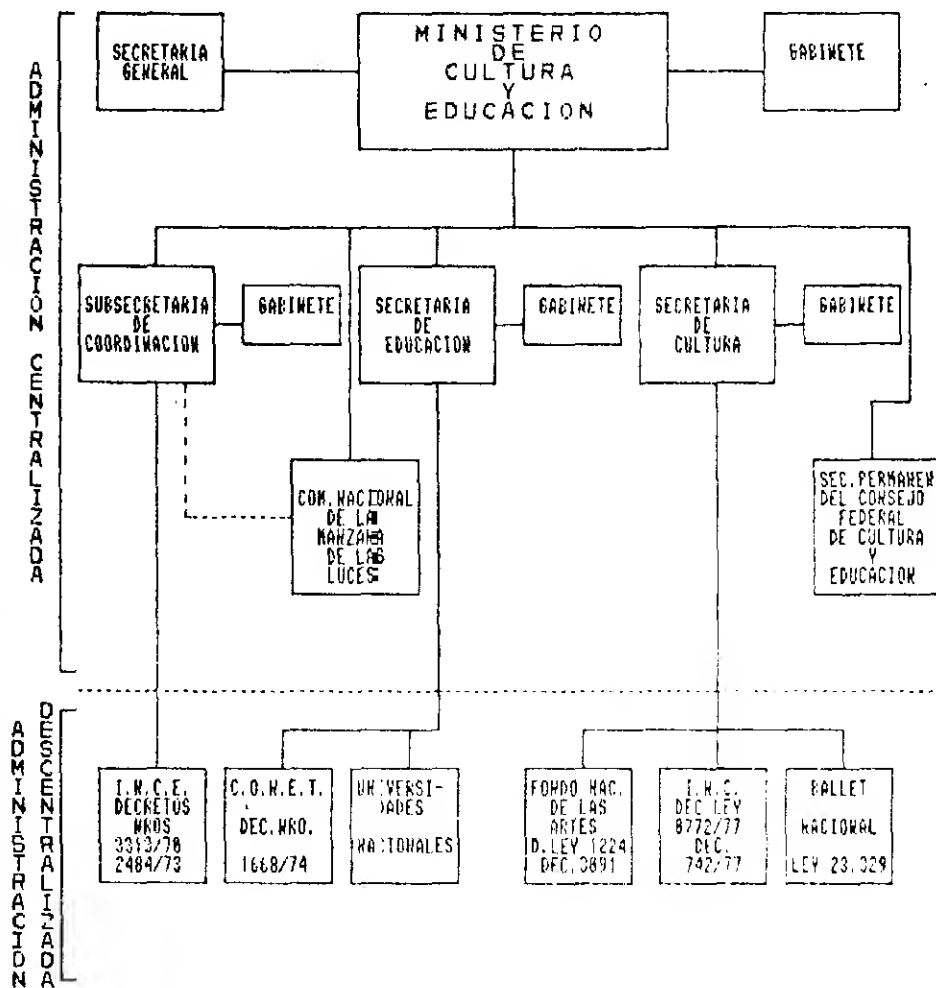 ADMINISTRACION CENTRALIZADA
SECRETARIA
GENERAL
MINISTERIO
DE
CULTURA
Y
EDUCACION
GABINETE
SUBSECRETARIA
DE
COORDINACION
GABINETE
SECRETARIA
DE
EDUCACION
GABINETE
SECRETARIA
DE
CULTURA
GABINETE
COM.NACIONAL
DE LA
MANZANA
DE LAS
LUCES
SEC.PERMANEN
DEL CONSEJO
FEDERAL
DE CULTURA
Y
EDUCACION
ADMINISTRACION
DESCENTRALIZADA
I.N.C.E.
DECRETOS
NROS
3313/78
2484/73
C.O.N.E.T.
DEC.NRO.
1668/74
UNIVERSI-
DADES
NACIONALES
FONDO NAC.
DE LAS
ARTES
D.LEY 1224
DEC.3891
I.N.C.
DEC LEY
8772/77
DEC.
742/77
BALLET
NACIONAL
LEY 23.329